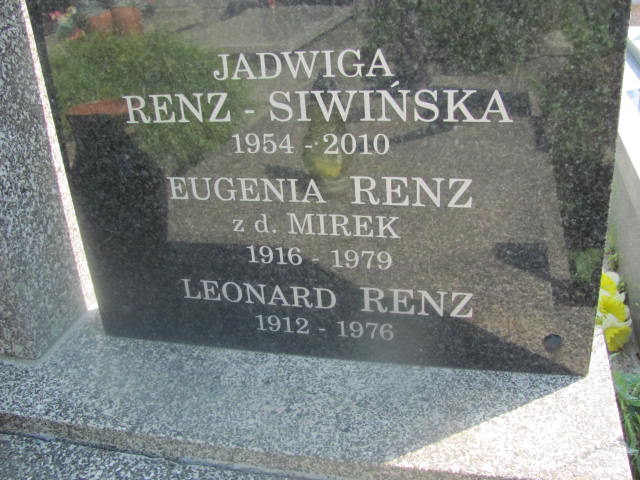 JADWIGA
RENZ - SIWIŃSKA
1954 - 2010
EUGENIA RENZ
z d. MIREK
1916 - 1979
LEONARD RENZ
1912 - 1976